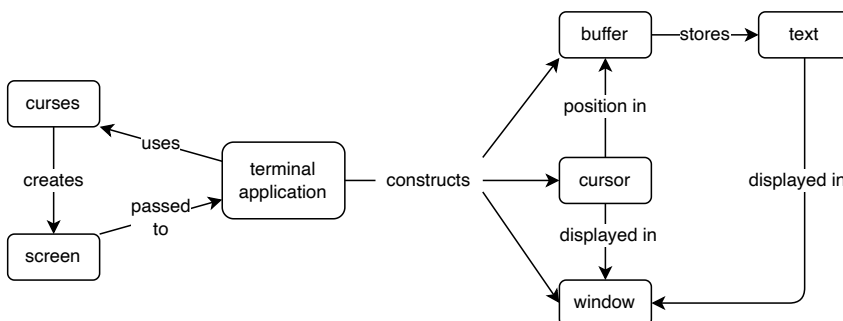 buffer
stores
text
curses
position in
uses
terminal
application
creates
constructs
cursor
displayed in
passed
to
displayed in
screen
window